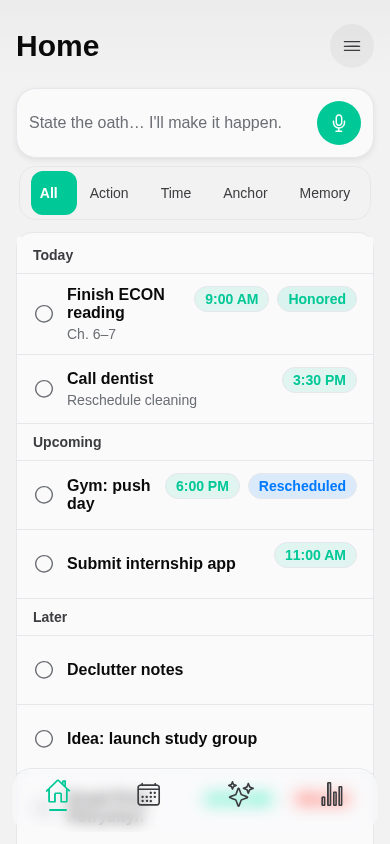 Home
State the oath… I'll make it happen.
All Action Time Anchor Memory
Today
Finish ECON reading
9:00 AM Honored
Ch. 6–7
Call dentist
3:30 PM
Reschedule cleaning
Upcoming
Gym: push day
6:00 PM Rescheduled
Submit internship app
11:00 AM
Later
Declutter notes
Idea: launch study group